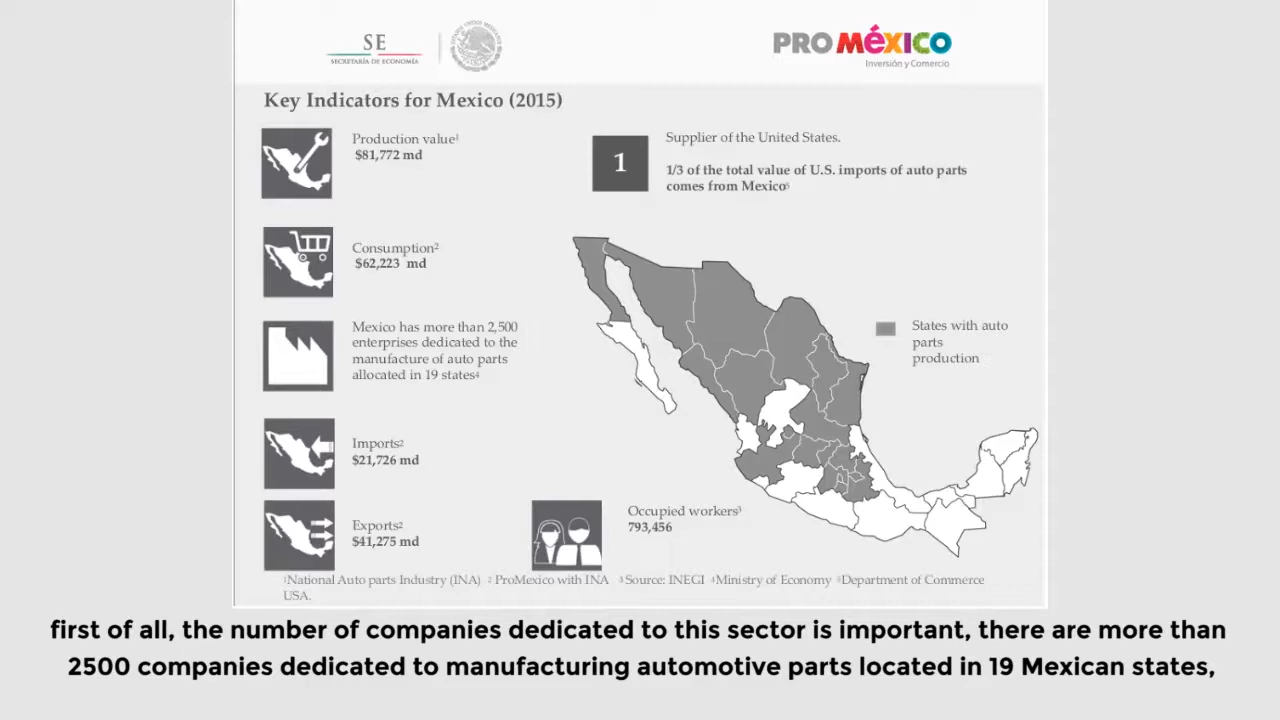 SE
SECRETARÍA DE ECONOMÍA
PRO MéxICO
Inversión y Comercio
Key Indicators for Mexico (2015)
Production value¹
$81,772 md
1
Supplier of the United States.
1/3 of the total value of U.S. imports of auto parts
comes from Mexico⁵
Consumption²
$62,223 md
Mexico has more than 2,500
enterprises dedicated to the
manufacture of auto parts
allocated in 19 states⁴
States with auto
parts
production
Imports²
$21,726 md
Exports²
$41,275 md
Occupied workers³
793,456
¹National Auto parts Industry (INA) ² ProMexico with INA ³ Source: INEGI ⁴Ministry of Economy ⁵Department of Commerce
USA.
first of all, the number of companies dedicated to this sector is important, there are more than
2500 companies dedicated to manufacturing automotive parts located in 19 Mexican states,